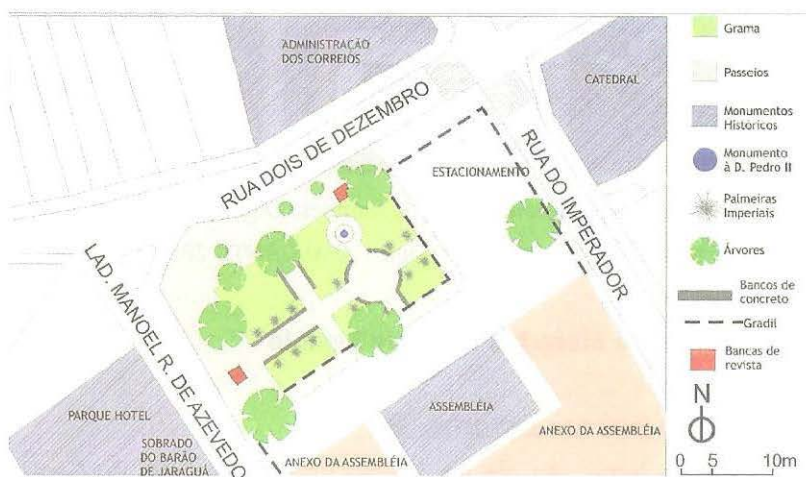 ADMINISTRAÇÃO
DOS CORREIOS
CATEDRAL
RUA DOIS DE DEZEMBRO
ESTACIONAMENTO
RUA DO IMPERADOR
LAD. MANOEL R. DE AZEVEDO
PARQUE HOTEL
SOBRADO
DO BARÃO
DE JARAGUÁ
ASSEMBLÉIA
ANEXO DA ASSEMBLÉIA
ANEXO DA ASSEMBLÉIA
Grama
Passeios
Monumentos
Históricos
Monumento
à D. Pedro II
Palmeiras
Imperiais
Árvores
Bancos de
concreto
Gradil
Bancas de
revista
N
0 5 10m